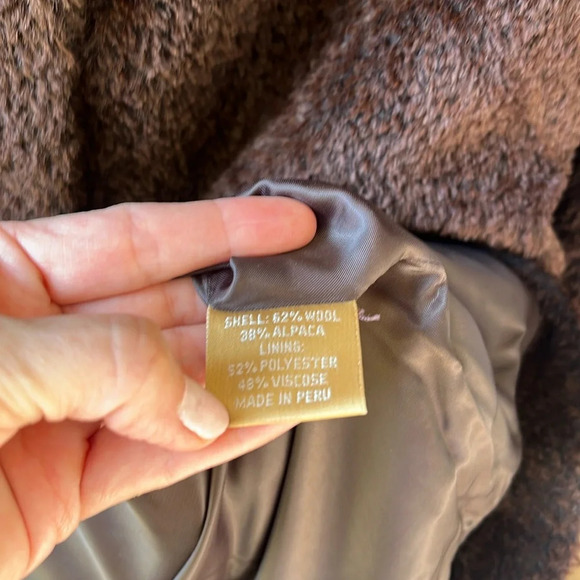 SHELL: 62% WOOL
38% ALPACA
LINING:
52% POLYESTER
48% VISCOSE
MADE IN PERU